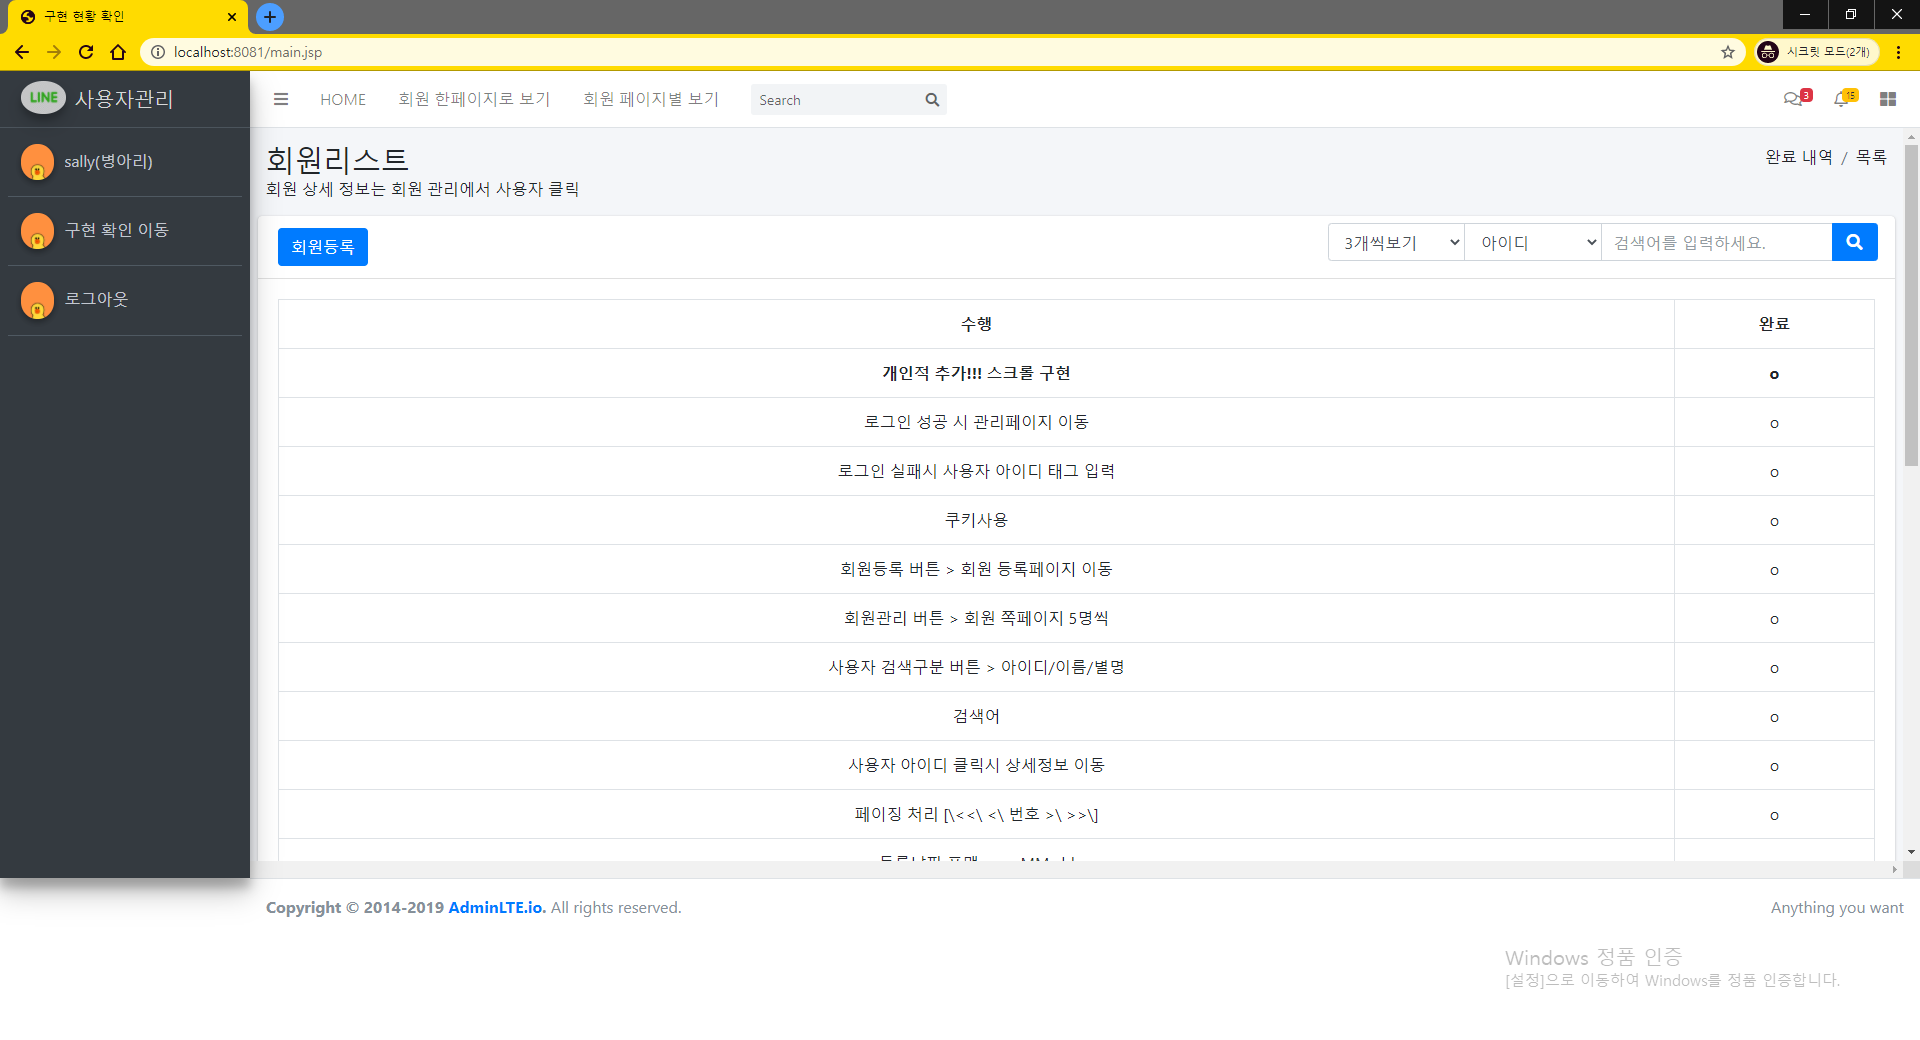 구현 현황 확인
localhost:8081/main.jsp
시크릿 모드(2개)
LINE 사용자관리
HOME 회원 한페이지로 보기 회원 페이지별 보기 Search
3 15
sally(병아리)
구현 확인 이동
로그아웃
회원리스트
완료 내역 / 목록
회원 상세 정보는 회원 관리에서 사용자 클릭
회원등록 3개씩보기 아이디 검색어를 입력하세요.
수행 완료
개인적 추가!!! 스크롤 구현 o
로그인 성공 시 관리페이지 이동 o
로그인 실패시 사용자 아이디 태그 입력 o
쿠키사용 o
회원등록 버튼 > 회원 등록페이지 이동 o
회원관리 버튼 > 회원 쪽페이지 5명씩 o
사용자 검색구분 버튼 > 아이디/이름/별명 o
검색어 o
사용자 아이디 클릭시 상세정보 이동 o
페이징 처리 [\<<\ <\ 번호 >\ >>\] o
Copyright © 2014-2019 AdminLTE.io. All rights reserved.
Anything you want
Windows 정품 인증
[설정]으로 이동하여 Windows를 정품 인증합니다.